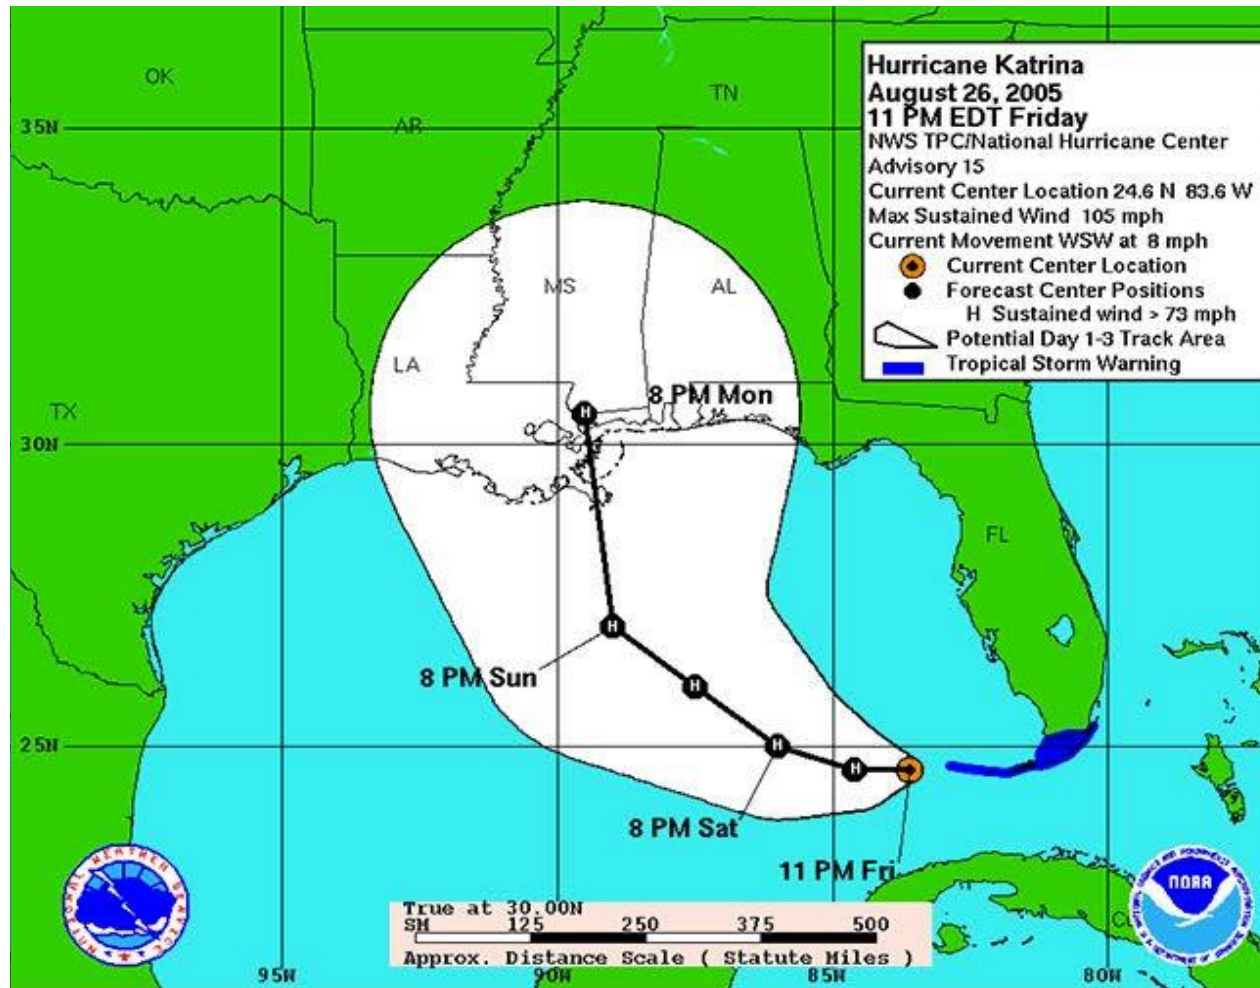 Hurricane Katrina
August 26, 2005
11 PM EDT Friday
NWS TPC/National Hurricane Center
Advisory 15
Current Center Location 24.6 N 83.6 W
Max Sustained Wind 105 mph
Current Movement WSW at 8 mph
Current Center Location
Forecast Center Positions
H Sustained wind > 73 mph
Potential Day 1-3 Track Area
Tropical Storm Warning
OK
TN
AR
35N
MS
AL
LA
TX
8 PM Mon
H
30N
FL
H
8 PM Sun
H
25N
H
H
8 PM Sat
11 PM Fri
NATIONAL WEATHER SERVICE
NOAA
True at 30.00N
SM 125 250 375 500
Approx. Distance Scale ( Statute Miles )
95W 90W 85W 80W